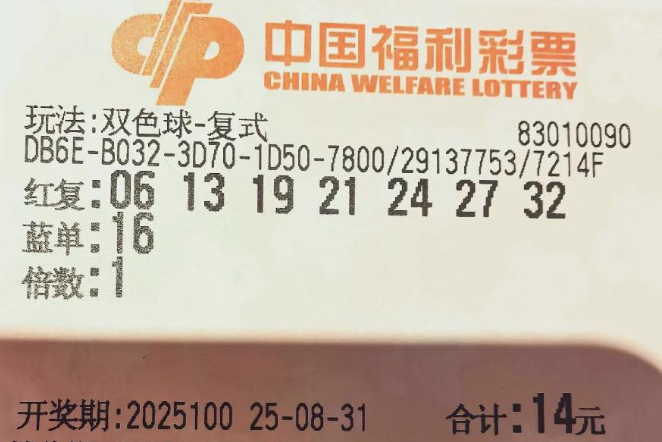 中国福利彩票
CHINA WELFARE LOTTERY
玩法:双色球-复式 83010090
DB6E-B032-3D70-1D50-7800/29137753/7214F
红复:06 13 19 21 24 27 32
蓝单:16
倍数:1
开奖期:2025100 25-08-31 合计:14元